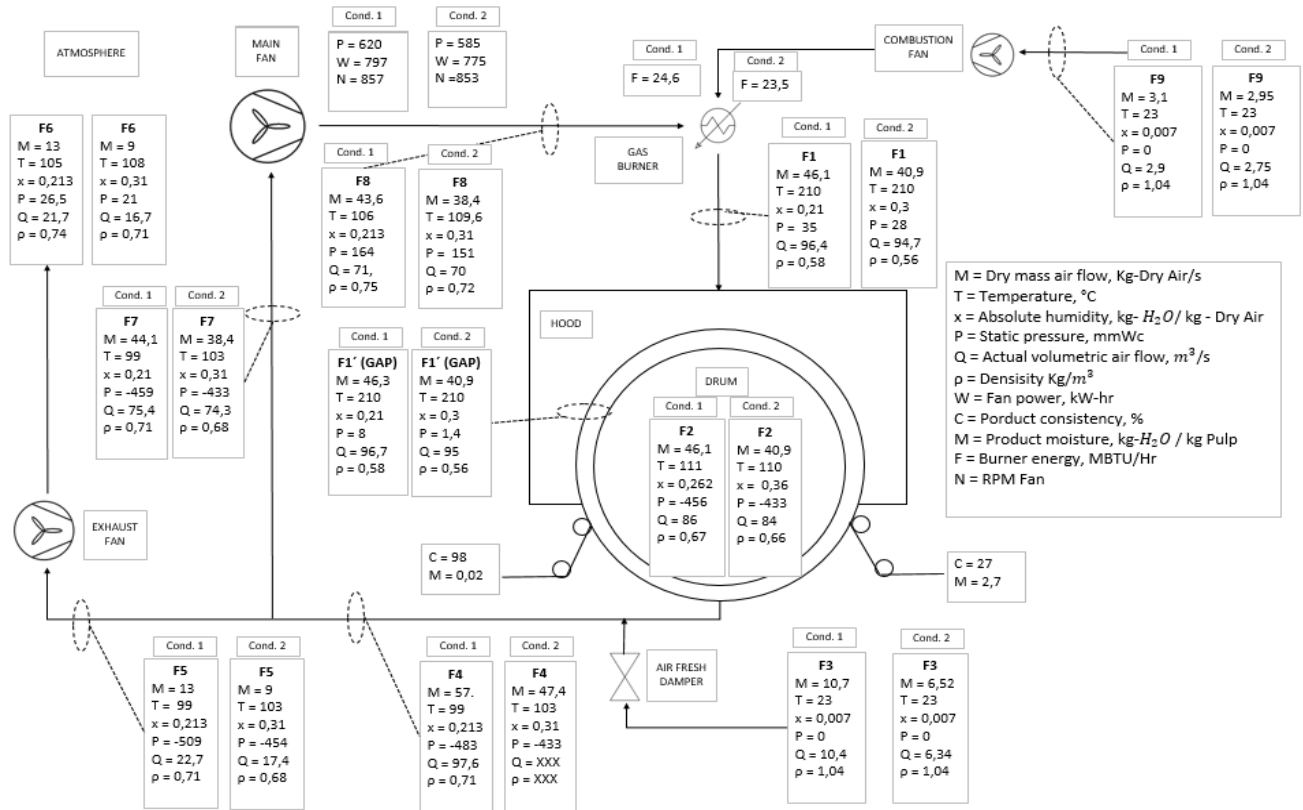 ATMOSPHERE
MAIN
FAN
Cond. 1
P = 620
W = 797
N = 857
Cond. 2
P = 585
W = 775
N =853
Cond. 1
F = 24,6
Cond. 2
F = 23,5
GAS
BURNER
COMBUSTION
FAN
Cond. 1
F9
M = 3,1
T = 23
x = 0,007
P = 0
Q = 2,9
ρ = 1,04
Cond. 2
F9
M = 2,95
T = 23
x = 0,007
P = 0
Q = 2,75
ρ = 1,04
F6
M = 13
T = 105
x = 0,213
P = 26,5
Q = 21,7
ρ = 0,74
F6
M = 9
T = 108
x = 0,31
P = 21
Q = 16,7
ρ = 0,71
Cond. 1
F8
M = 43,6
T = 106
x = 0,213
P = 164
Q = 71,
ρ = 0,75
Cond. 2
F8
M = 38,4
T = 109,6
x = 0,31
P = 151
Q = 70
ρ = 0,72
Cond. 1
F1
M = 46,1
T = 210
x = 0,21
P = 35
Q = 96,4
ρ = 0,58
Cond. 2
F1
M = 40,9
T = 210
x = 0,3
P = 28
Q = 94,7
ρ = 0,56
M = Dry mass air flow, Kg-Dry Air/s
T = Temperature, °C
x = Absolute humidity, kg- H₂O/ kg - Dry Air
P = Static pressure, mmWc
Q = Actual volumetric air flow, m³/s
ρ = Densisity Kg/m³
W = Fan power, kW-hr
C = Porduct consistency, %
M = Product moisture, kg-H₂O / kg Pulp
F = Burner energy, MBTU/Hr
N = RPM Fan
Cond. 1
F7
M = 44,1
T = 99
x = 0,21
P = -459
Q = 75,4
ρ = 0,71
Cond. 2
F7
M = 38,4
T = 103
x = 0,31
P = -433
Q = 74,3
ρ = 0,68
Cond. 1
F1´ (GAP)
M = 46,3
T = 210
x = 0,21
P = 8
Q = 96,7
ρ = 0,58
Cond. 2
F1´ (GAP)
M = 40,9
T = 210
x = 0,3
P = 1,4
Q = 95
ρ = 0,56
HOOD
DRUM
Cond. 1
F2
M = 46,1
T = 111
x = 0,262
P = -456
Q = 86
ρ = 0,67
Cond. 2
F2
M = 40,9
T = 110
x = 0,36
P = -433
Q = 84
ρ = 0,66
EXHAUST
FAN
C = 98
M = 0,02
C = 27
M = 2,7
Cond. 1
F5
M = 13
T = 99
x = 0,213
P = -509
Q = 22,7
ρ = 0,71
Cond. 2
F5
M = 9
T = 103
x = 0,31
P = -454
Q = 17,4
ρ = 0,68
Cond. 1
F4
M = 57.
T = 99
x = 0,213
P = -483
Q = 97,6
ρ = 0,71
Cond. 2
F4
M = 47,4
T = 103
x = 0,31
P = -433
Q = XXX
ρ = XXX
AIR FRESH
DAMPER
Cond. 1
F3
M = 10,7
T = 23
x = 0,007
P = 0
Q = 10,4
ρ = 1,04
Cond. 2
F3
M = 6,52
T = 23
x = 0,007
P = 0
Q = 6,34
ρ = 1,04